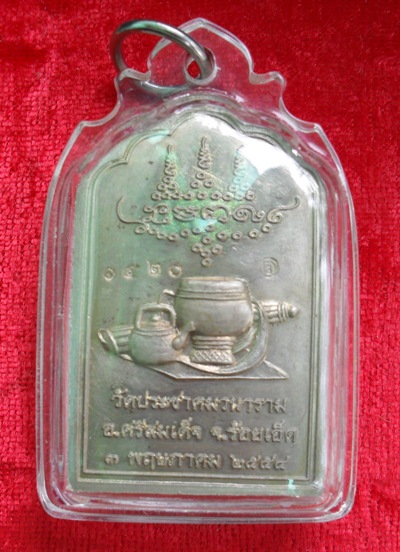 ๑๕๒๐
วัดประชาคมวนาราม
อ.ศรีสมเด็จ จ.ร้อยเอ็ด
๓ พฤษภาคม ๒๕๕๔